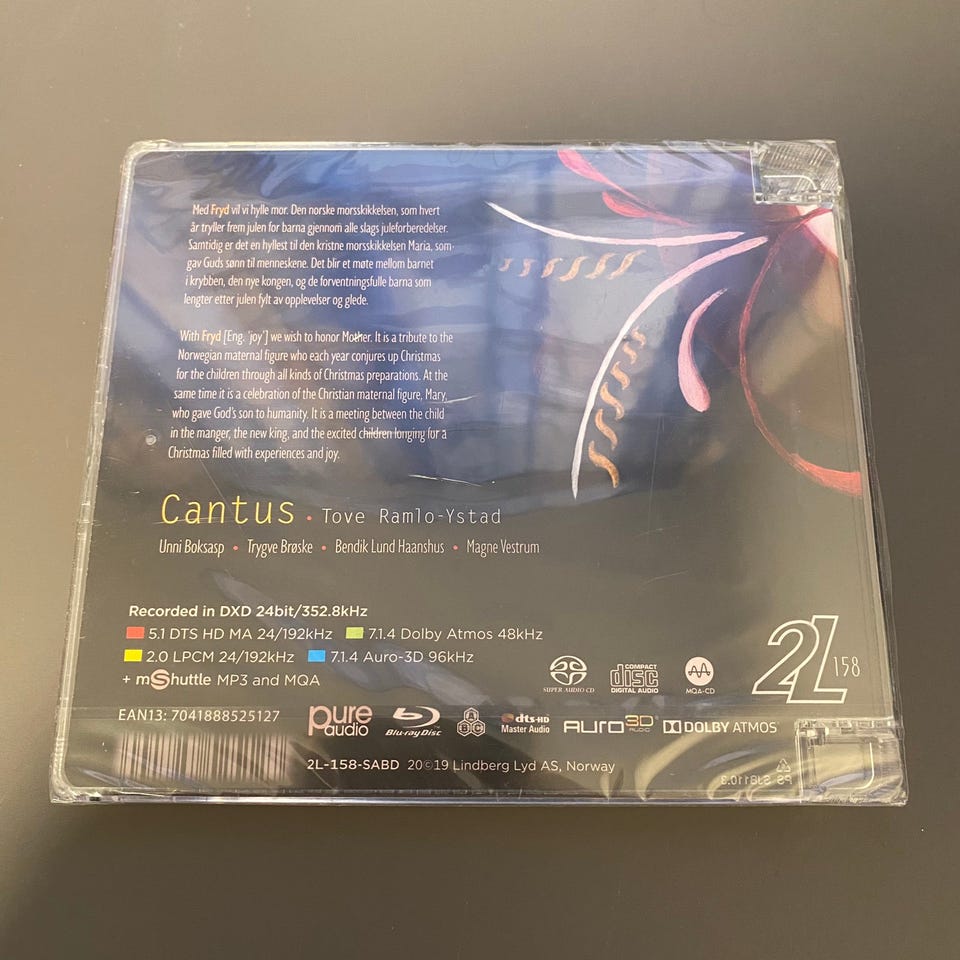 Med Fryd vil vi hylle mor. Den norske morsskikkelsen, som hvert
år tryller frem julen for barna gjennom alle slags juleforberedelser.
Samtidig er det en hyllest til den kristne morsskikkelsen Maria, som
gav Guds sønn til menneskene. Det blir et møte mellom barnet
i krybben, den nye kongen, og de forventningsfulle barna som
lengter etter julen fylt av opplevelser og glede.
With Fryd [Eng. 'joy'] we wish to honor Mother. It is a tribute to the
Norwegian maternal figure who each year conjures up Christmas
for the children through all kinds of Christmas preparations. At the
same time it is a celebration of the Christian maternal figure, Mary,
who gave God's son to humanity. It is a meeting between the child
in the manger, the new king, and the excited children longing for a
Christmas filled with experiences and joy.
Cantus • Tove Ramlo-Ystad
Unni Boksasp • Trygve Brøske • Bendik Lund Haanshus • Magne Vestrum
Recorded in DXD 24bit/352.8kHz
5.1 DTS HD MA 24/192kHz 7.1.4 Dolby Atmos 48kHz
2.0 LPCM 24/192kHz 7.1.4 Auro-3D 96kHz
+ mShuttle MP3 and MQA
SUPER AUDIO CD
COMPACT disc DIGITAL AUDIO
MQA-CD
2L 158
EAN13: 7041888525127
pure audio
Blu-ray Disc
A B C
dts-HD Master Audio
AURO 3D AUDIO
DOLBY ATMOS
2L-158-SABD 20©19 Lindberg Lyd AS, Norway
PS SJB110.3